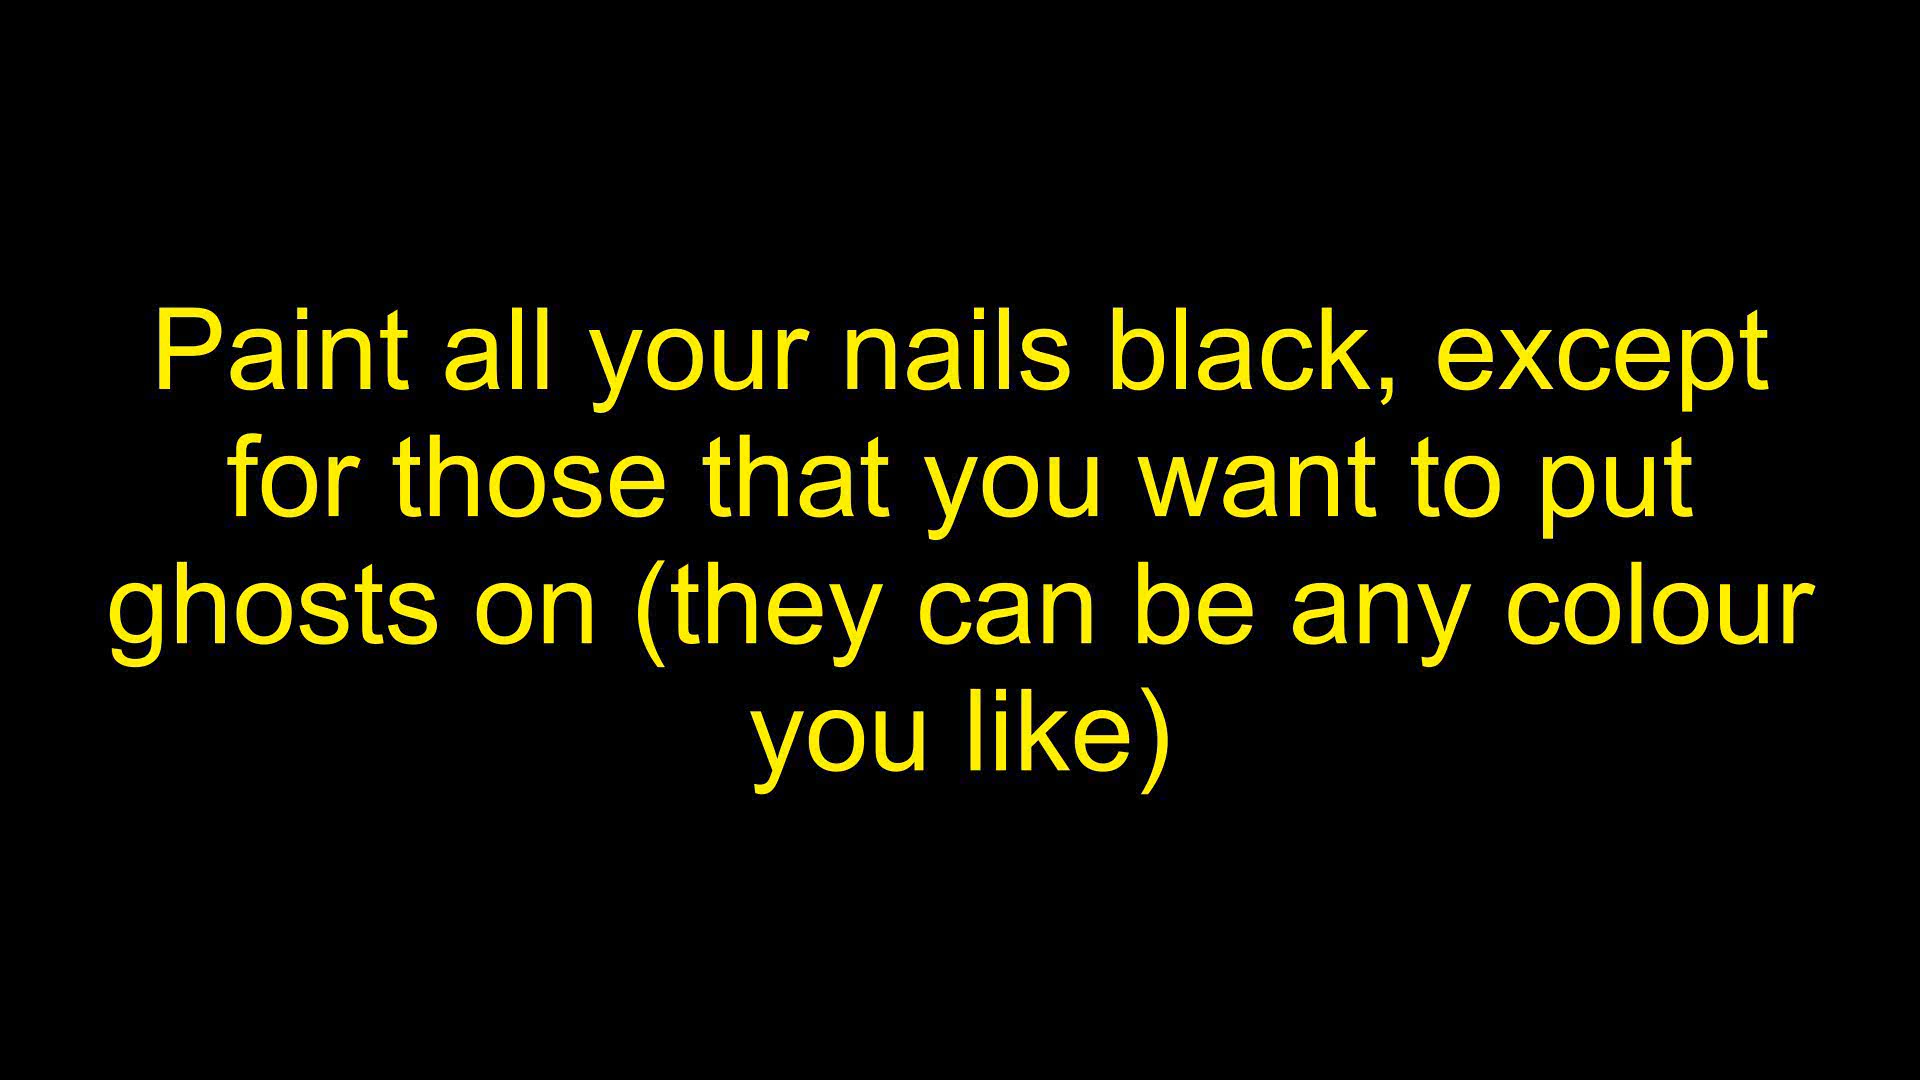 Paint all your nails black, except
for those that you want to put
ghosts on (they can be any colour
you like)